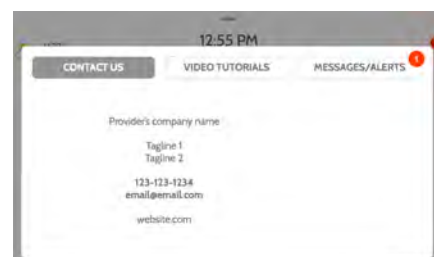 12:55 PM
CONTACT US VIDEO TUTORIALS MESSAGES/ALERTS 1
Provider's company name
Tagline 1
Tagline 2
123-123-1234
email@email.com
website.com